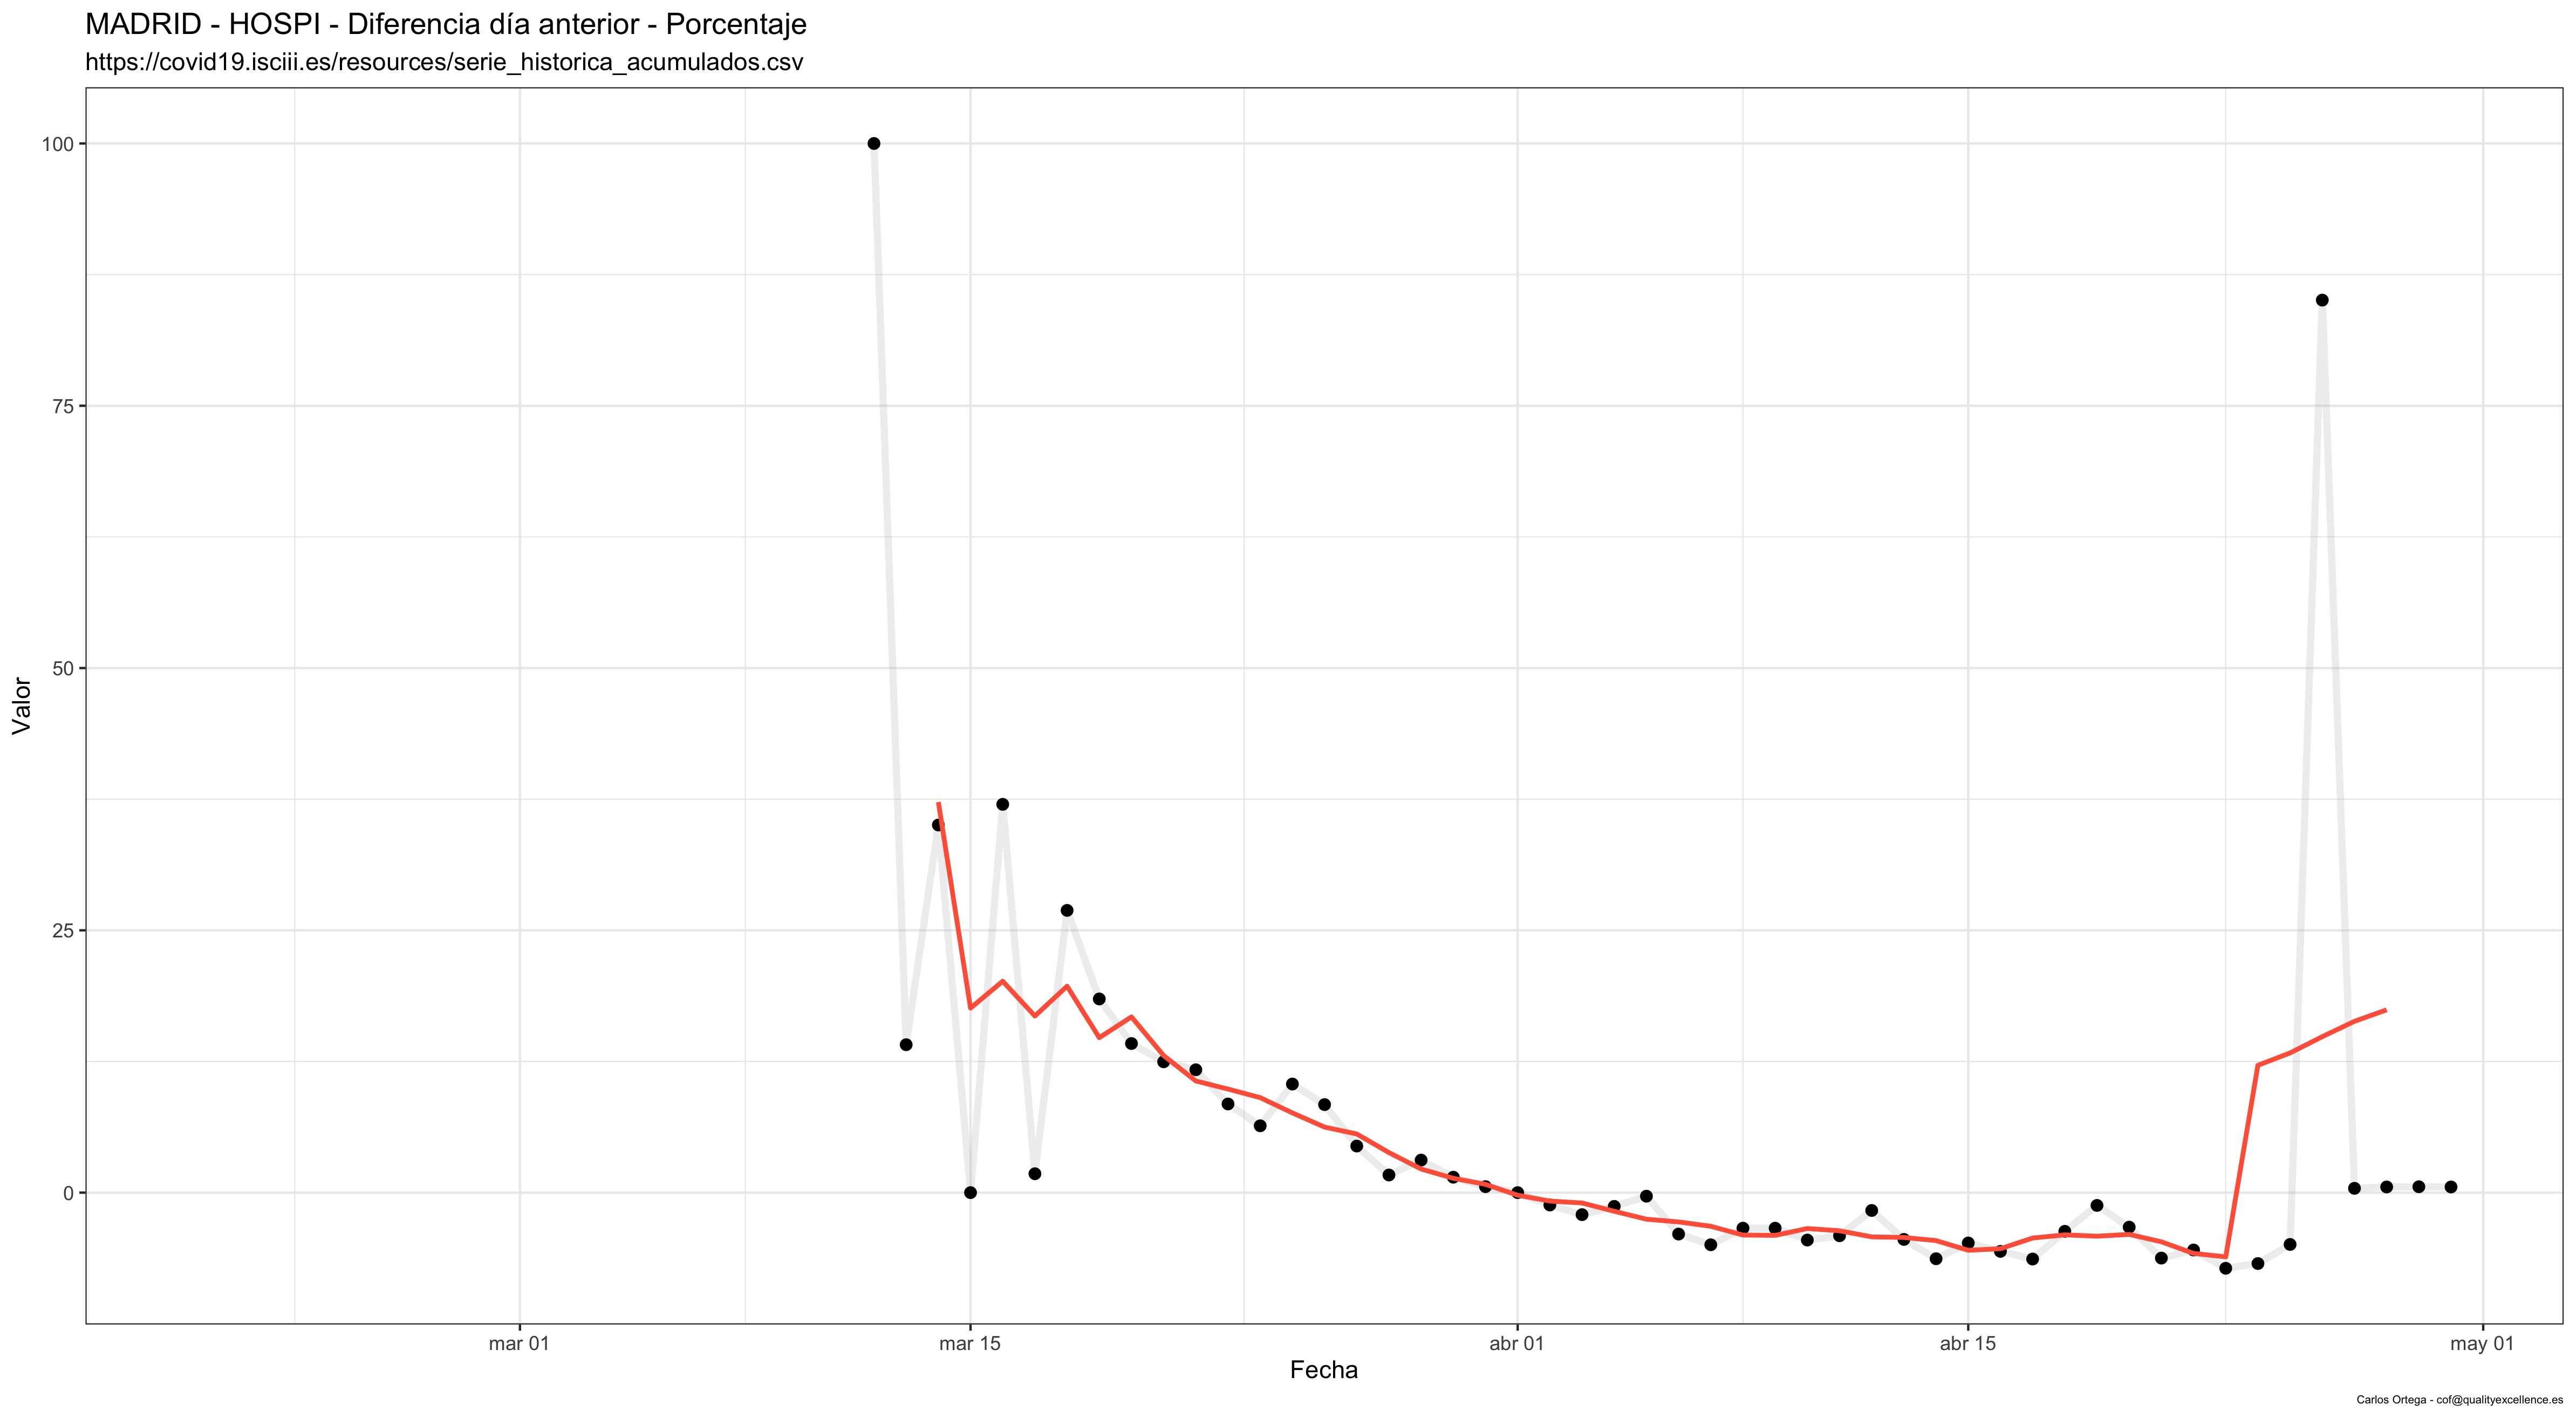 MADRID - HOSPI - Diferencia día anterior - Porcentaje
https://covid19.isciii.es/resources/serie_historica_acumulados.csv
100
75
50
25
0
Valor
mar 01
mar 15
abr 01
abr 15
may 01
Fecha
Carlos Ortega - cof@qualityexcellence.es